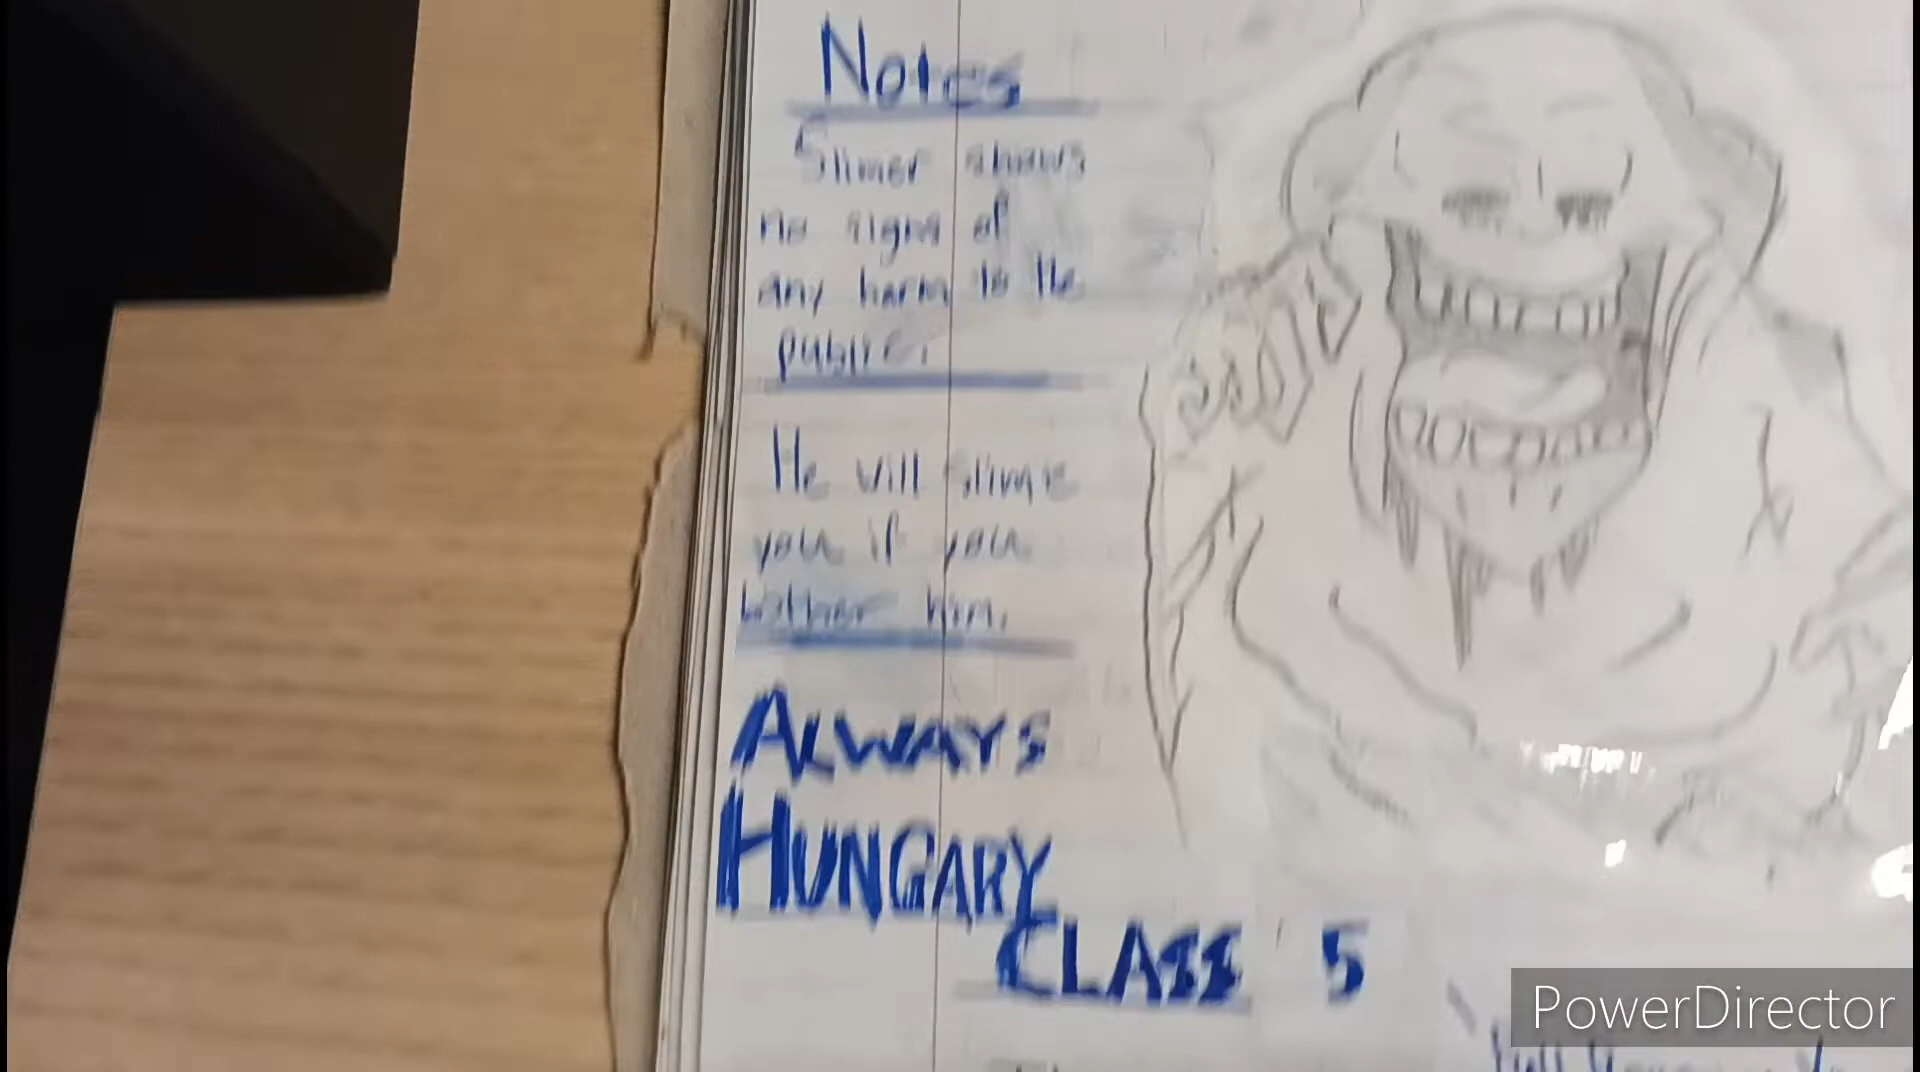 Notes
Slimer shows
no signs of
any harm to the
public.
He will slime
you if you
bother him.
ALWAYS
HUNGARY
CLASS 5
PowerDirector